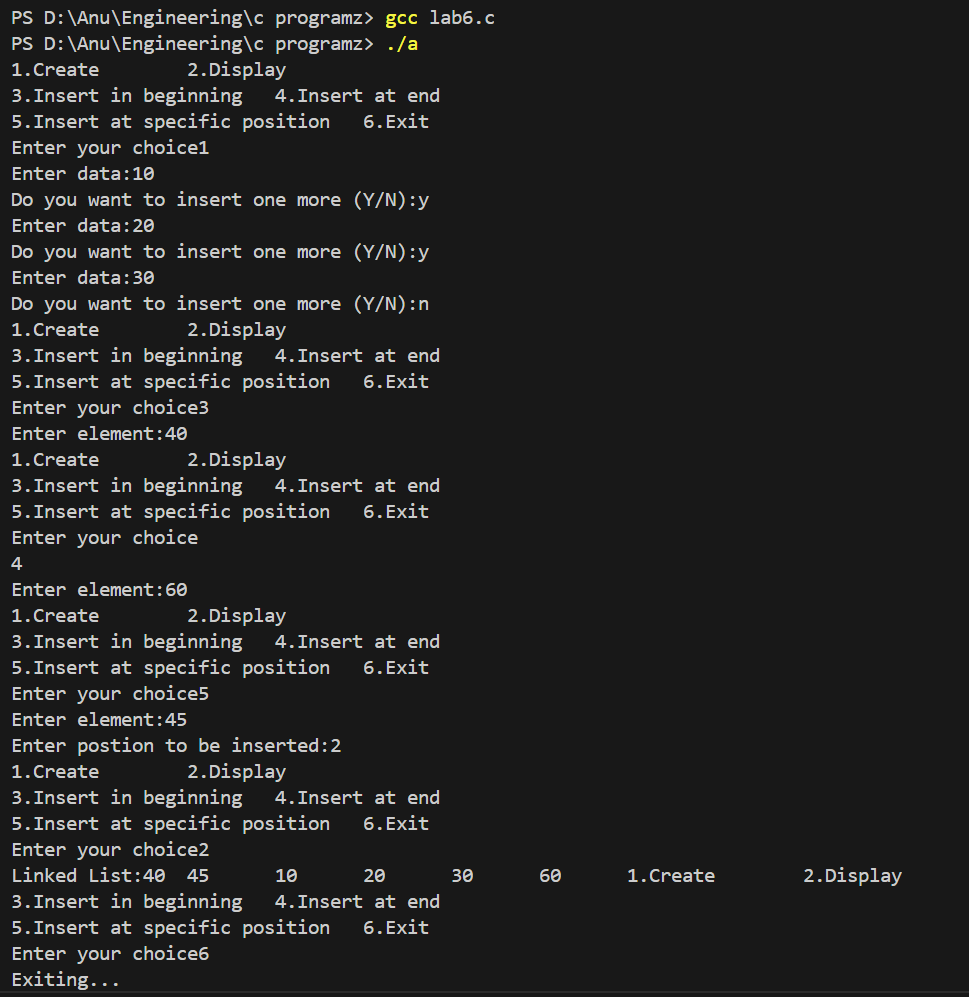 PS D:\Anu\Engineering\c programz> gcc lab6.c
PS D:\Anu\Engineering\c programz> ./a
1.Create        2.Display
3.Insert in beginning   4.Insert at end
5.Insert at specific position   6.Exit
Enter your choice1
Enter data:10
Do you want to insert one more (Y/N):y
Enter data:20
Do you want to insert one more (Y/N):y
Enter data:30
Do you want to insert one more (Y/N):n
1.Create        2.Display
3.Insert in beginning   4.Insert at end
5.Insert at specific position   6.Exit
Enter your choice3
Enter element:40
1.Create        2.Display
3.Insert in beginning   4.Insert at end
5.Insert at specific position   6.Exit
Enter your choice
4
Enter element:60
1.Create        2.Display
3.Insert in beginning   4.Insert at end
5.Insert at specific position   6.Exit
Enter your choice5
Enter element:45
Enter postion to be inserted:2
1.Create        2.Display
3.Insert in beginning   4.Insert at end
5.Insert at specific position   6.Exit
Enter your choice2
Linked List:40  45      10      20      30      60      1.Create        2.Display
3.Insert in beginning   4.Insert at end
5.Insert at specific position   6.Exit
Enter your choice6
Exiting...